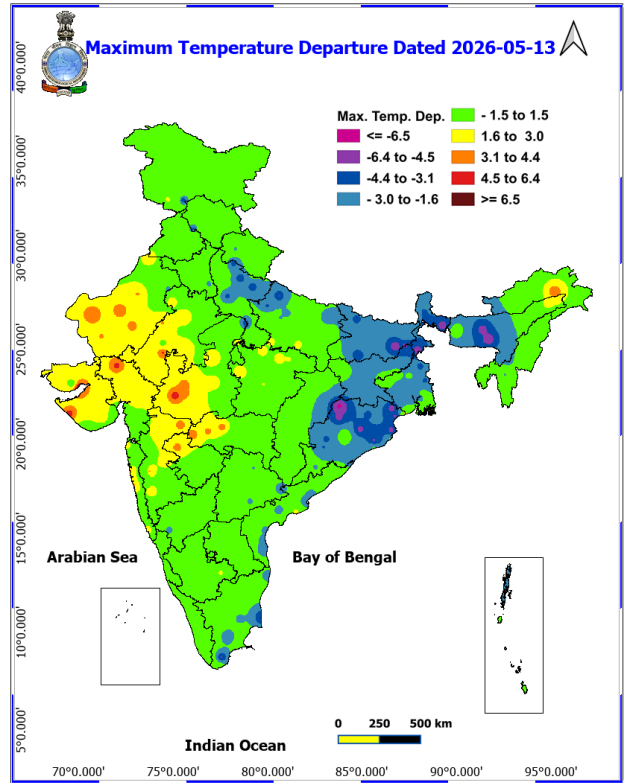 Maximum Temperature Departure Dated 2026-05-13
Max. Temp. Dep.
<= -6.5
-6.4 to -4.5
-4.4 to -3.1
- 3.0 to -1.6
- 1.5 to 1.5
1.6 to 3.0
3.1 to 4.4
4.5 to 6.4
>= 6.5
40°0.000'
35°0.000'
30°0.000'
25°0.000'
20°0.000'
15°0.000'
10°0.000'
5°0.000'
Arabian Sea
Bay of Bengal
Indian Ocean
0 250 500 km
70°0.000' 75°0.000' 80°0.000' 85°0.000' 90°0.000' 95°0.000'